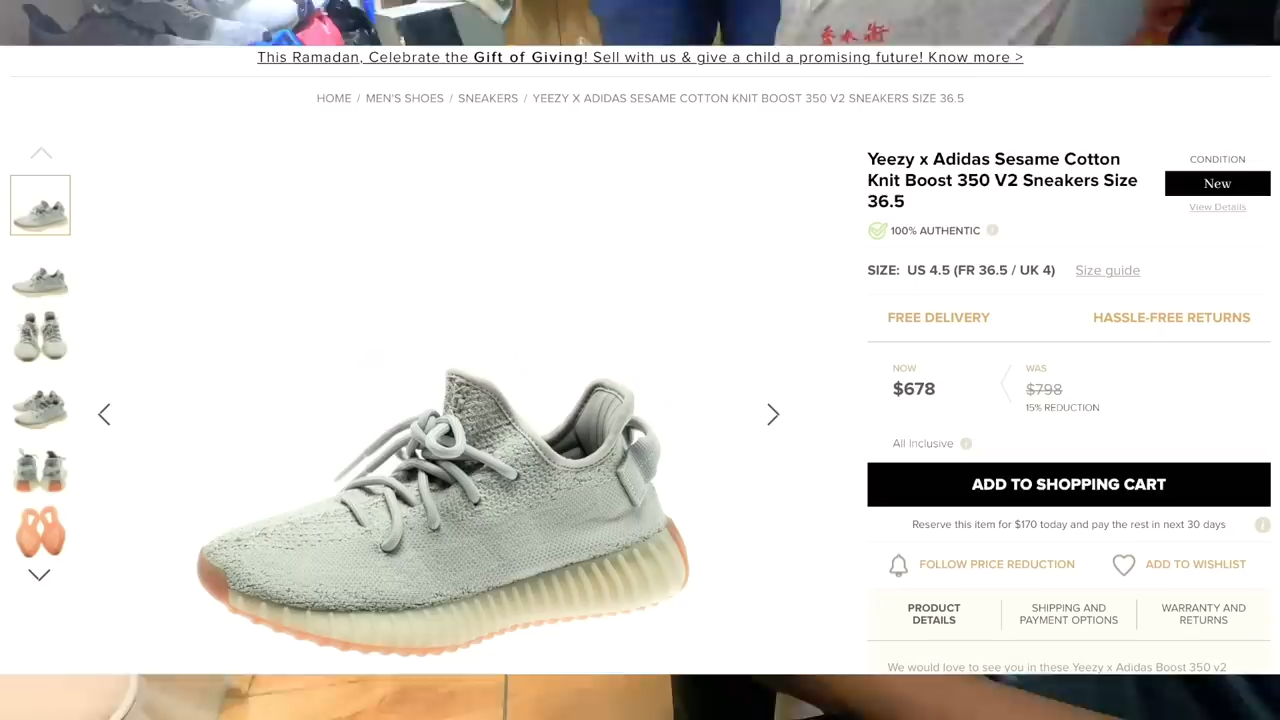 This Ramadan, Celebrate the Gift of Giving! Sell with us & give a child a promising future! Know more >
HOME / MEN'S SHOES / SNEAKERS / YEEZY X ADIDAS SESAME COTTON KNIT BOOST 350 V2 SNEAKERS SIZE 36.5
Yeezy x Adidas Sesame Cotton
Knit Boost 350 V2 Sneakers Size
36.5
CONDITION
New
View Details
100% AUTHENTIC
SIZE: US 4.5 (FR 36.5 / UK 4) Size guide
FREE DELIVERY
HASSLE-FREE RETURNS
NOW
$678
WAS
$798
15% REDUCTION
All Inclusive
ADD TO SHOPPING CART
Reserve this item for $170 today and pay the rest in next 30 days
FOLLOW PRICE REDUCTION
ADD TO WISHLIST
PRODUCT
DETAILS
SHIPPING AND
PAYMENT OPTIONS
WARRANTY AND
RETURNS
We would love to see you in these Yeezy x Adidas Boost 350 v2